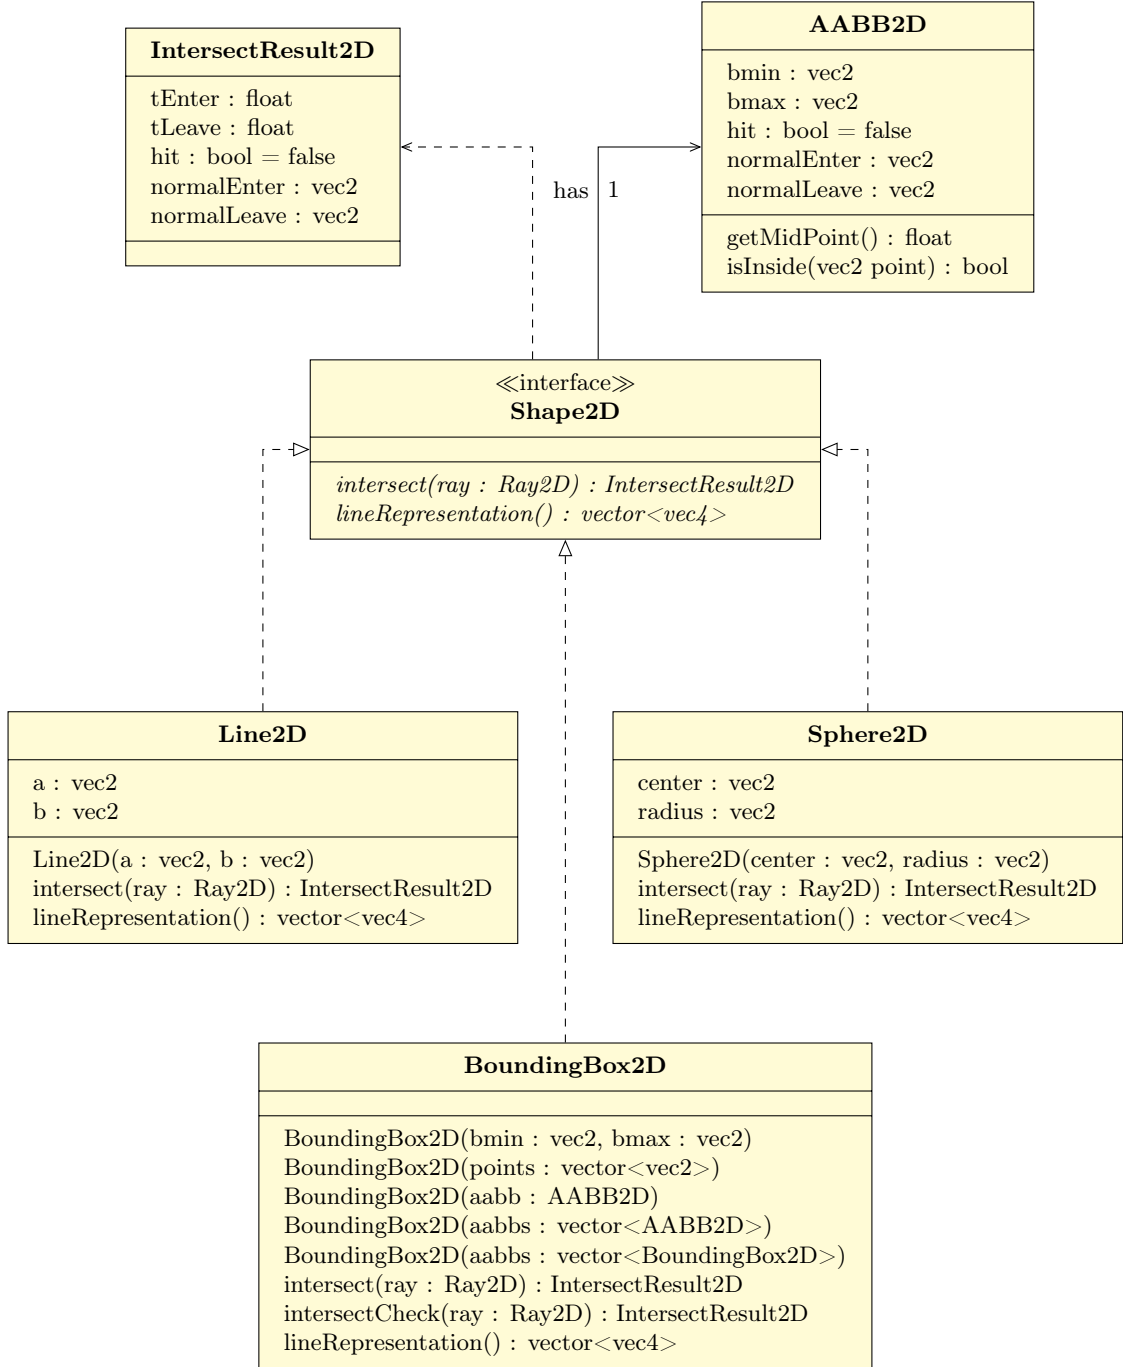 IntersectResult2D
tEnter : float
tLeave : float
hit : bool = false
normalEnter : vec2
normalLeave : vec2
AABB2D
bmin : vec2
bmax : vec2
hit : bool = false
normalEnter : vec2
normalLeave : vec2
getMidPoint() : float
isInside(vec2 point) : bool
has 1
≪interface≫
Shape2D
intersect(ray : Ray2D) : IntersectResult2D
lineRepresentation() : vector<vec4>
Line2D
a : vec2
b : vec2
Line2D(a : vec2, b : vec2)
intersect(ray : Ray2D) : IntersectResult2D
lineRepresentation() : vector<vec4>
Sphere2D
center : vec2
radius : vec2
Sphere2D(center : vec2, radius : vec2)
intersect(ray : Ray2D) : IntersectResult2D
lineRepresentation() : vector<vec4>
BoundingBox2D
BoundingBox2D(bmin : vec2, bmax : vec2)
BoundingBox2D(points : vector<vec2>)
BoundingBox2D(aabb : AABB2D)
BoundingBox2D(aabbs : vector<AABB2D>)
BoundingBox2D(aabbs : vector<BoundingBox2D>)
intersect(ray : Ray2D) : IntersectResult2D
intersectCheck(ray : Ray2D) : IntersectResult2D
lineRepresentation() : vector<vec4>